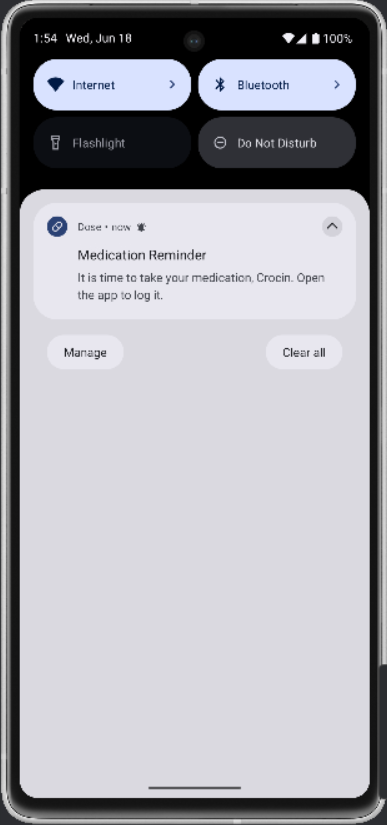 1:54 Wed, Jun 18 100%
Internet Bluetooth
Flashlight Do Not Disturb
Dose • now
Medication Reminder
It is time to take your medication, Crocin. Open
the app to log it.
Manage Clear all